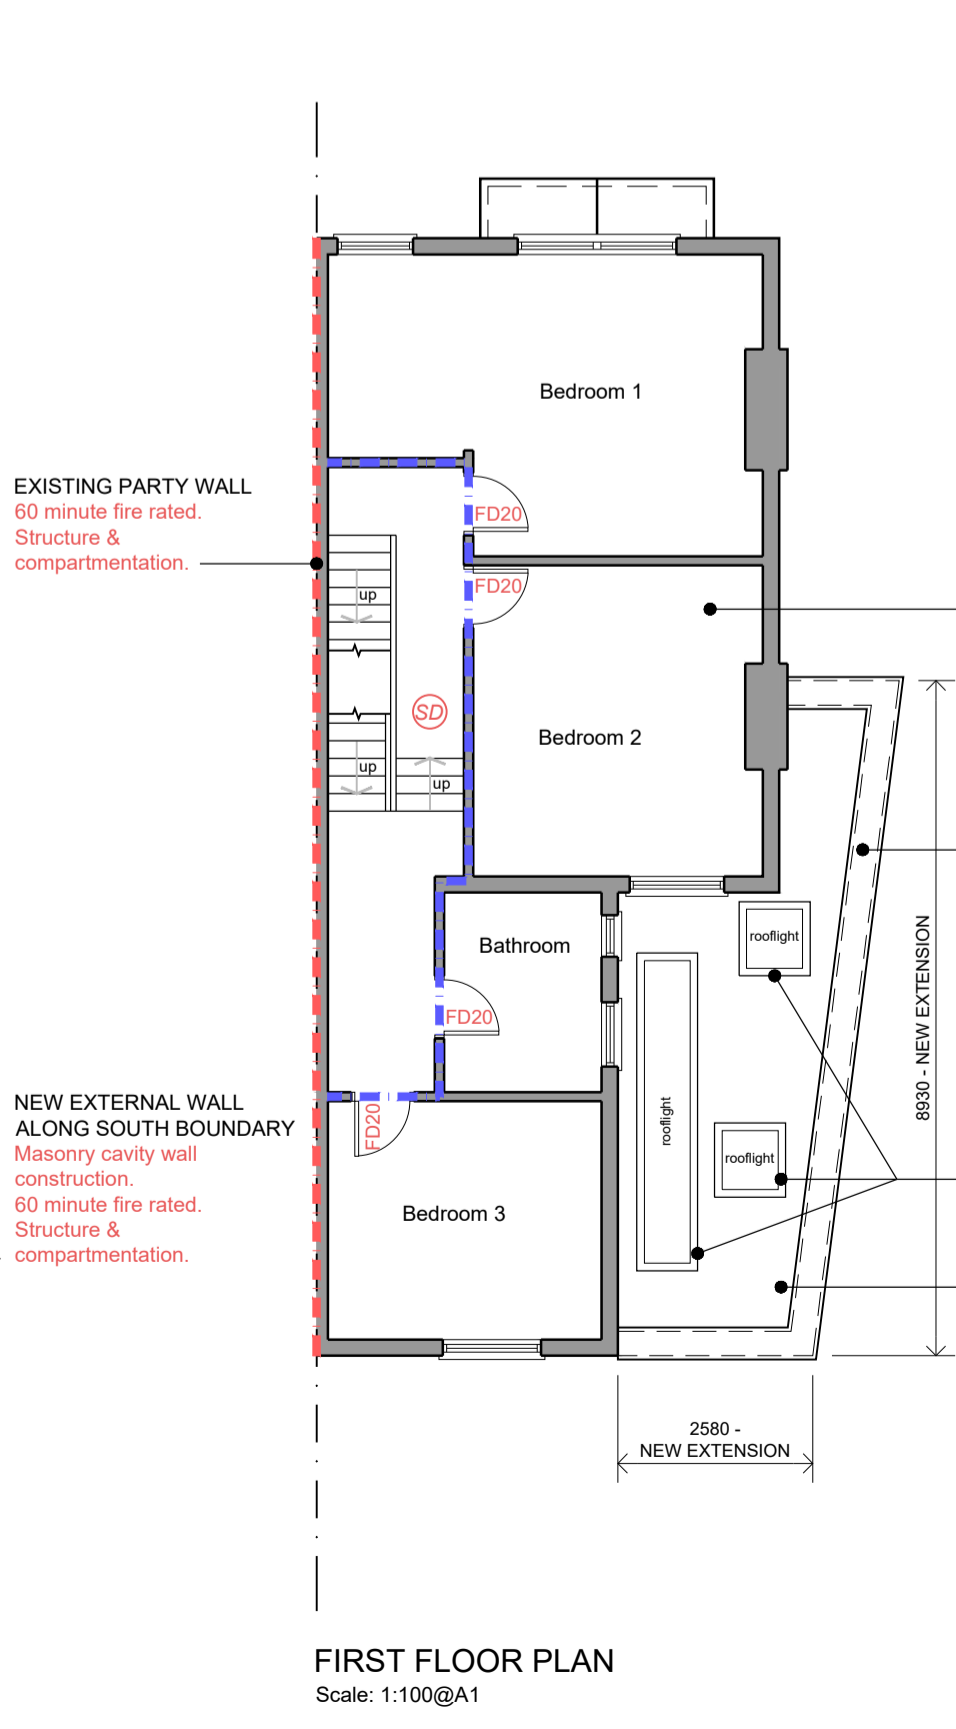 Bedroom 1
EXISTING PARTY WALL
60 minute fire rated.
Structure &
compartmentation.
FD20
FD20
up
SD
Bedroom 2
up
up
rooflight
Bathroom
FD20
8930 - NEW EXTENSION
NEW EXTERNAL WALL
ALONG SOUTH BOUNDARY
Masonry cavity wall
construction.
60 minute fire rated.
Structure &
compartmentation.
FD20
rooflight
rooflight
Bedroom 3
2580 -
NEW EXTENSION
FIRST FLOOR PLAN
Scale: 1:100@A1